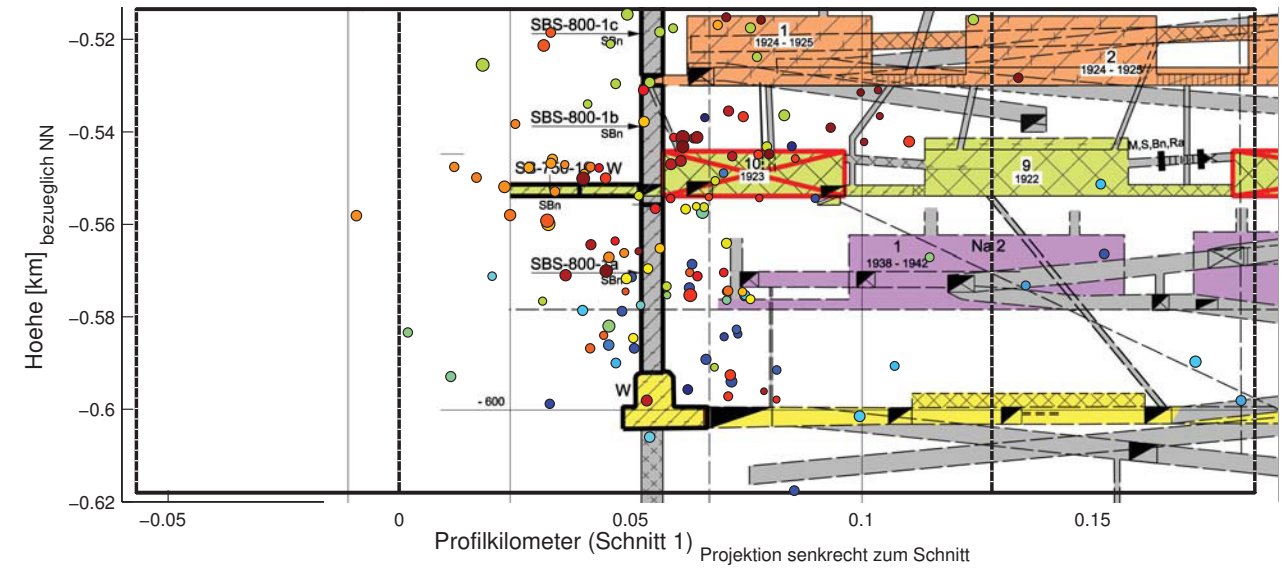 SBS-800-1c
SBn
1
1924 - 1925
2
1924 - 1925
−0.52
SBS-800-1b
SBn
−0.54
M,S,Bn,Ra
W
10
1923
9
1922
SBn
−0.56
1
1938 - 1942
Na 2
SBn
−0.58
W
- 600
−0.6
−0.62
Hoehe [km] bezueglich NN
−0.05
0
0.05
0.1
0.15
Profilkilometer (Schnitt 1) Projektion senkrecht zum Schnitt